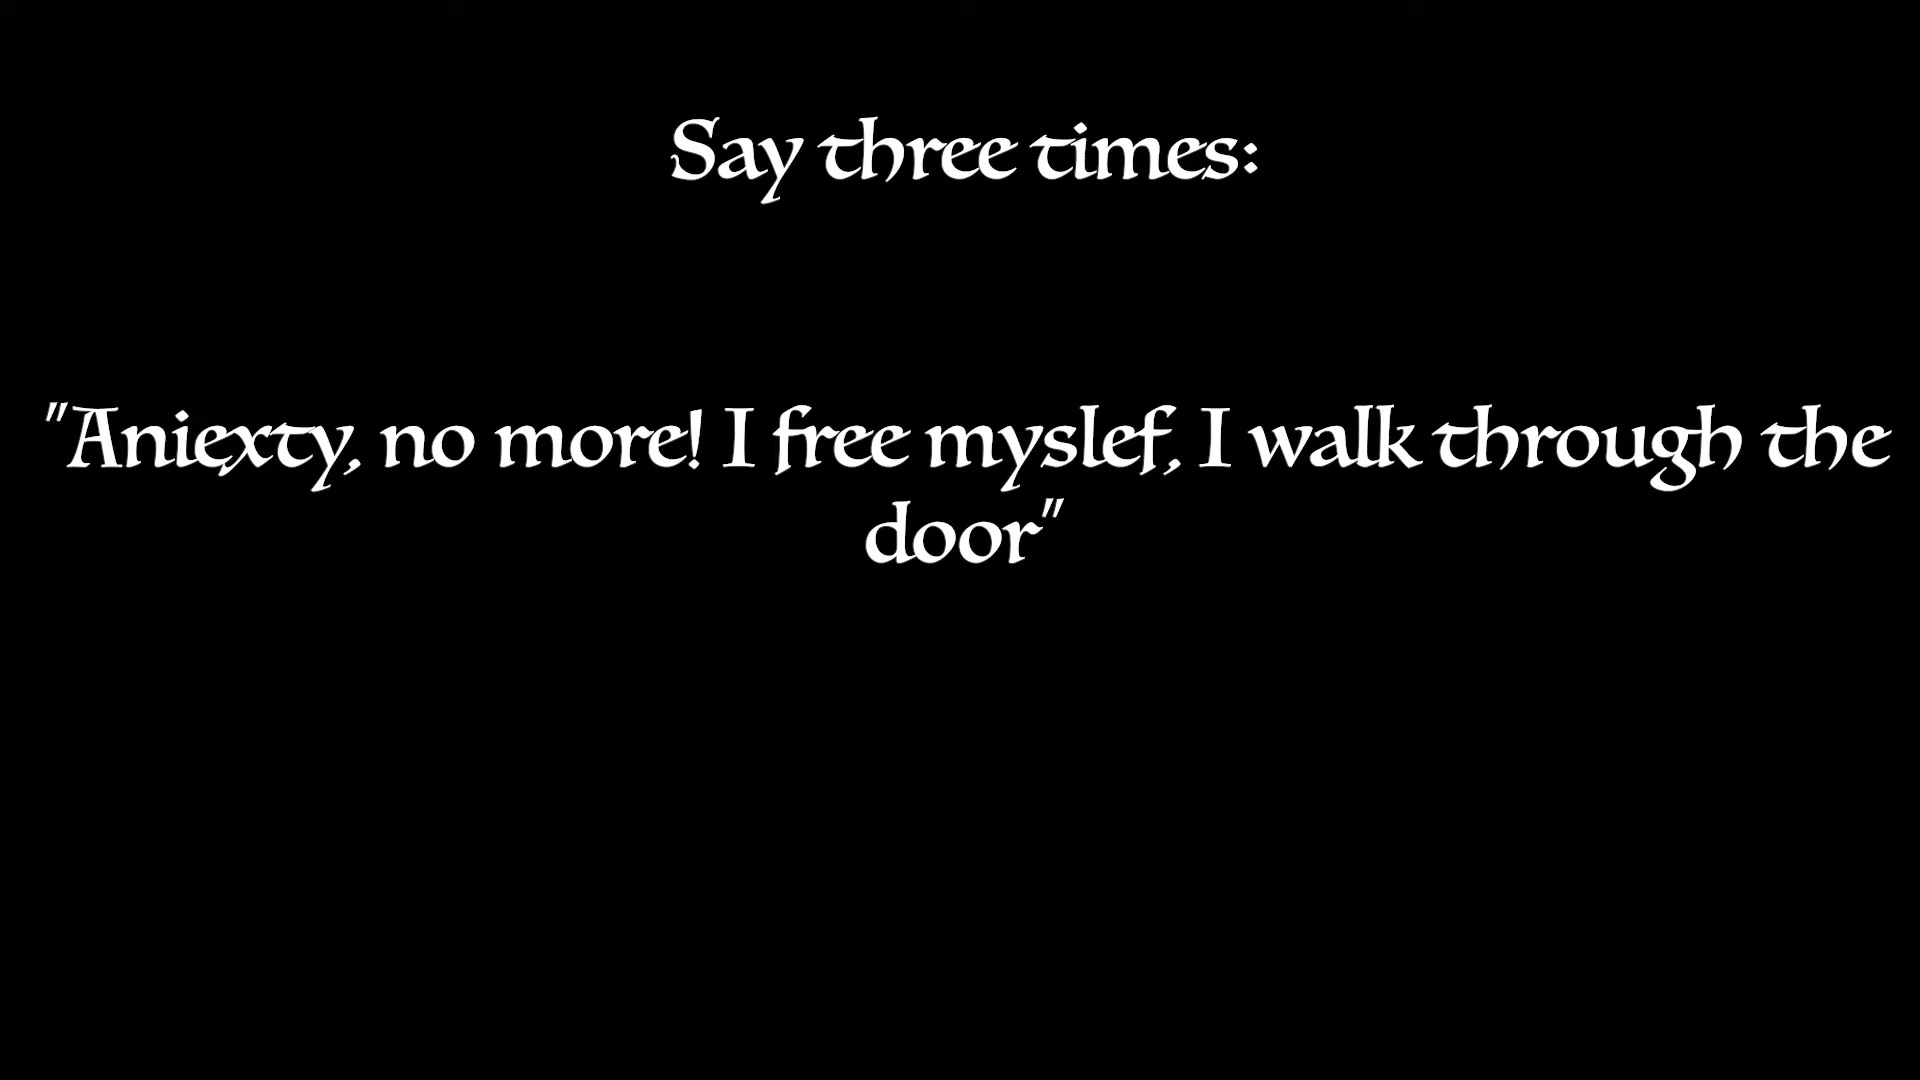 Say three times:
"Aniexty, no more! I free myslef, I walk through the
door"